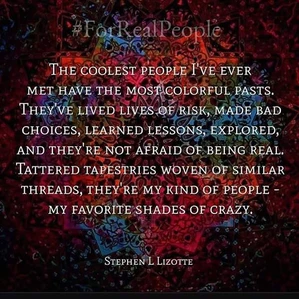 #ForRealPeople
The coolest people I've ever
met have the most colorful pasts.
They've lived lives of risk, made bad
choices, learned lessons, explored,
and they're not afraid of being real.
Tattered tapestries woven of similar
threads, they're my kind of people -
my favorite shades of crazy.
Stephen L Lizotte